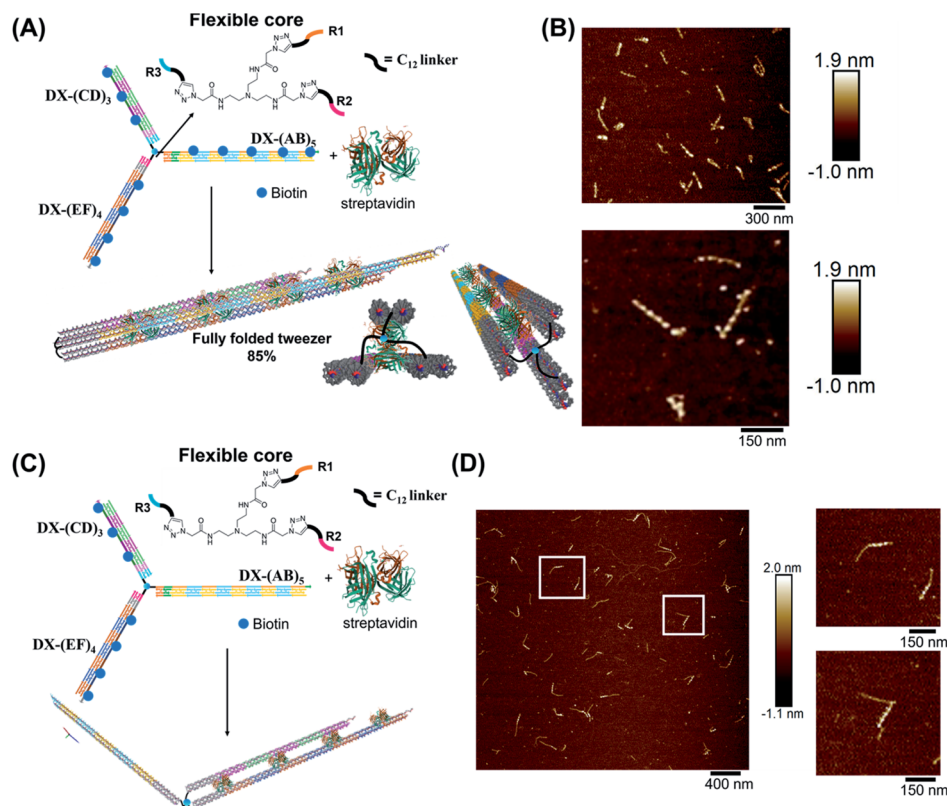 (A)
Flexible core
R1
R3
R2
= C12 linker
N=N
N
O
NH
H
N
DX-(CD)3
DX-(AB)5
DX-(EF)4
+
Biotin
streptavidin
Fully folded tweezer
85%
(B)
1.9 nm
-1.0 nm
300 nm
1.9 nm
-1.0 nm
150 nm
(C)
Flexible core
R1
R3
R2
= C12 linker
DX-(CD)3
DX-(AB)5
DX-(EF)4
+
Biotin
streptavidin
(D)
2.0 nm
-1.1 nm
400 nm
150 nm
150 nm